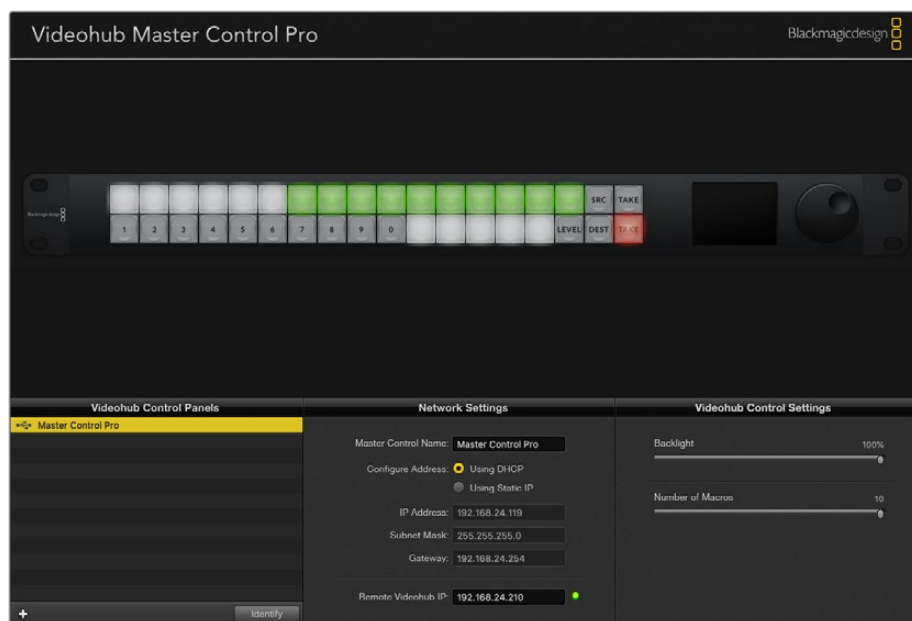 Videohub Master Control Pro
Blackmagicdesign
Blackmagicdesign
SRC TAKE
1 2 3 4 5 6 7 8 9 0 LEVEL DEST TAKE
Videohub Control Panels
Master Control Pro
Identify
Network Settings
Master Control Name: Master Control Pro
Configure Address: Using DHCP
Using Static IP
IP Address: 192.168.24.119
Subnet Mask: 255.255.255.0
Gateway: 192.168.24.254
Remote Videohub IP: 192.168.24.210
Videohub Control Settings
Backlight 100%
Number of Macros 10